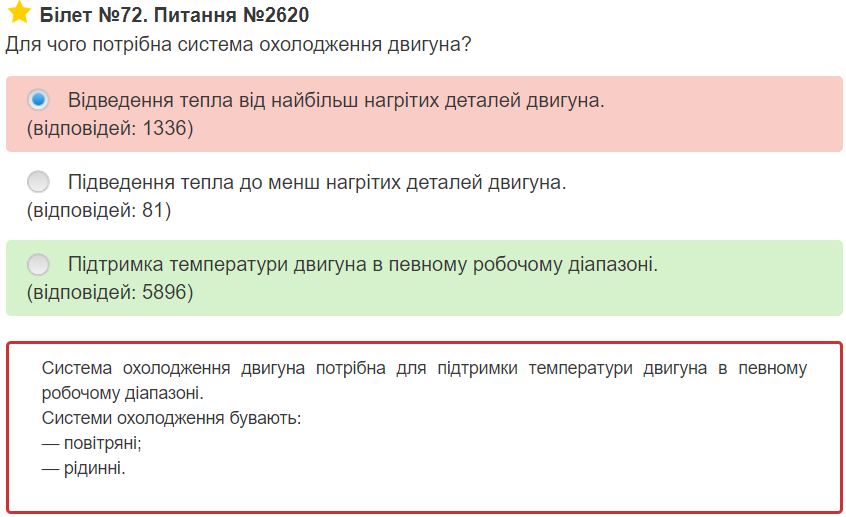 Білет №72. Питання №2620
Для чого потрібна система охолодження двигуна?
Відведення тепла від найбільш нагрітих деталей двигуна.
(відповідей: 1336)
Підведення тепла до менш нагрітих деталей двигуна.
(відповідей: 81)
Підтримка температури двигуна в певному робочому діапазоні.
(відповідей: 5896)
Система охолодження двигуна потрібна для підтримки температури двигуна в певному
робочому діапазоні.
Системи охолодження бувають:
— повітряні;
— рідинні.